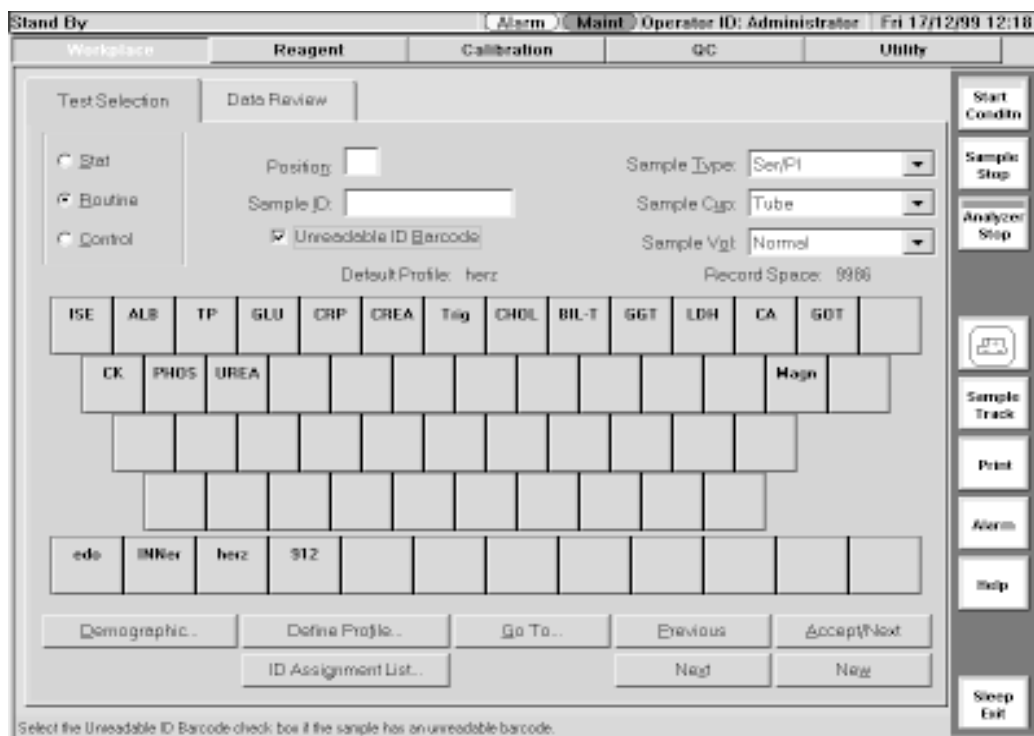 Stand By Alarm Maint Operator ID: Administrator Fri 17/12/99 12:18
Workplace Reagent Calibration QC Utility
Test Selection Data Review
Stat
Routine
Control
Position:
Sample ID:
Unreadable ID Barcode
Sample Type: Ser/Pl
Sample Cup: Tube
Sample Vol: Normal
Default Profile: herz Record Space: 9986
ISE ALB TP GLU CRP CREA Trig CHOL BIL-T GGT LDH CA GOT
CK PHOS UREA Magn
edo INNer herz 912
Demographic... Define Profile... Go To... Previous Accept/Next
ID Assignment List... Next New
Start
Conditn
Sample
Stop
Analyzer
Stop
Sample
Track
Print
Alarm
Help
Sleep
Exit
Select the Unreadable ID Barcode check box if the sample has an unreadable barcode.